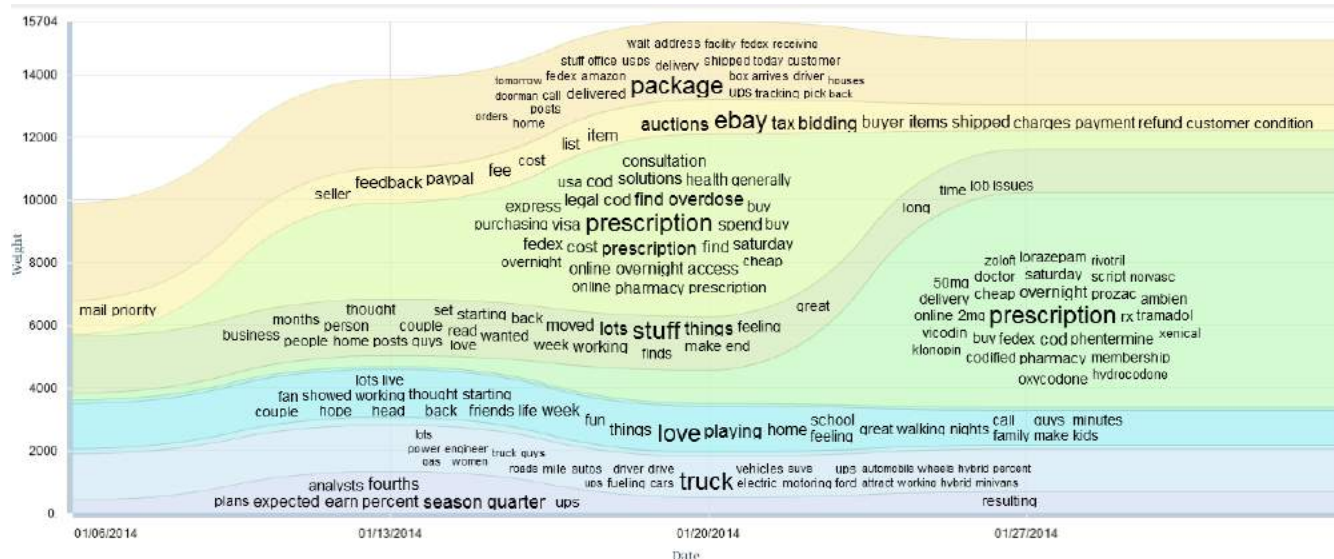 15704
14000
12000
10000
8000
6000
4000
2000
0
Weight
wait address facility fedex receiving
stuff office usps delivery shipped today customer
tomorrow fedex amazon package box arrives driver houses
doorman call delivered ups tracking pick back
orders posts
home
auctions ebay tax bidding buyer items shipped charges payment refund customer condition
list item
fee cost
seller feedback paypal
mail priority
consultation
usa cod solutions health generally
express legal cod find overdose buy
purchasing visa prescription spend buy
fedex cost prescription find saturday
overnight online overnight access cheap
online pharmacy prescription
time job issues
long
great
thought set starting back
months person couple read wanted moved lots stuff things feeling
business people home posts guys love week working finds make end
zoloft lorazepam rivotril
50mg doctor saturday script norvasc
delivery cheap overnight prozac ambien
online 2mg prescription rx tramadol
vicodin buy fedex cod phentermine xenical
klonopin codified pharmacy membership
oxycodone hydrocodone
lots live
fan showed working thought starting
couple hope head back friends life week
fun things love playing home school feeling great walking nights call guys minutes
family make kids
lots
power engineer truck guys
gas women
roads mile autos driver drive truck vehicles suvs ups automobile wheels hybrid percent
ups fueling cars electric motoring ford attract working hybrid minivans
analysts fourths
plans expected earn percent season quarter ups
resulting
01/06/2014 01/13/2014 01/20/2014 01/27/2014
Date